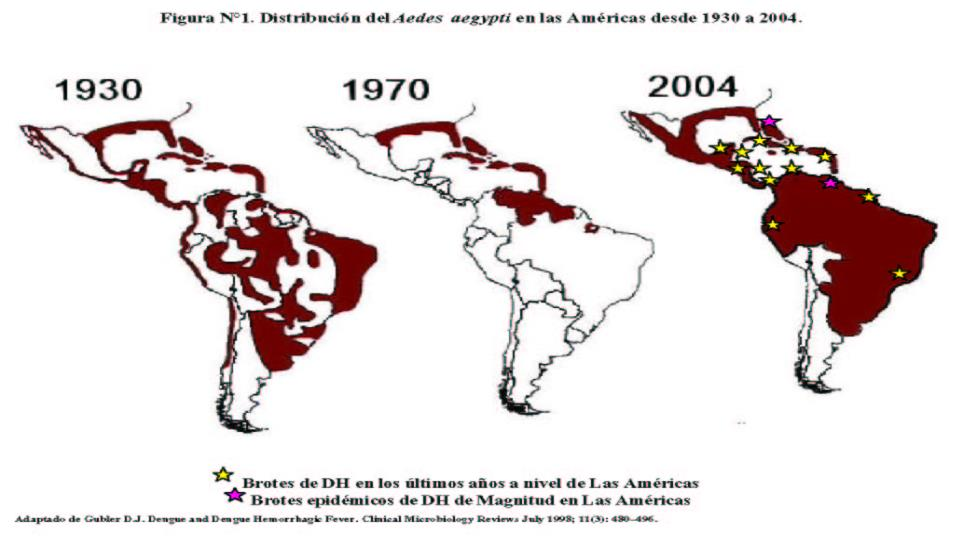 Figura N°1. Distribución del Aedes aegypti en las Américas desde 1930 a 2004.
1930 1970 2004
Brotes de DH en los últimos años a nivel de Las Américas
Brotes epidémicos de DH de Magnitud en Las Américas
Adaptado de Gubler D.J. Dengue and Dengue Hemorrhagic Fever. Clinical Microbiology Reviews July 1998; 11(3): 480-496.